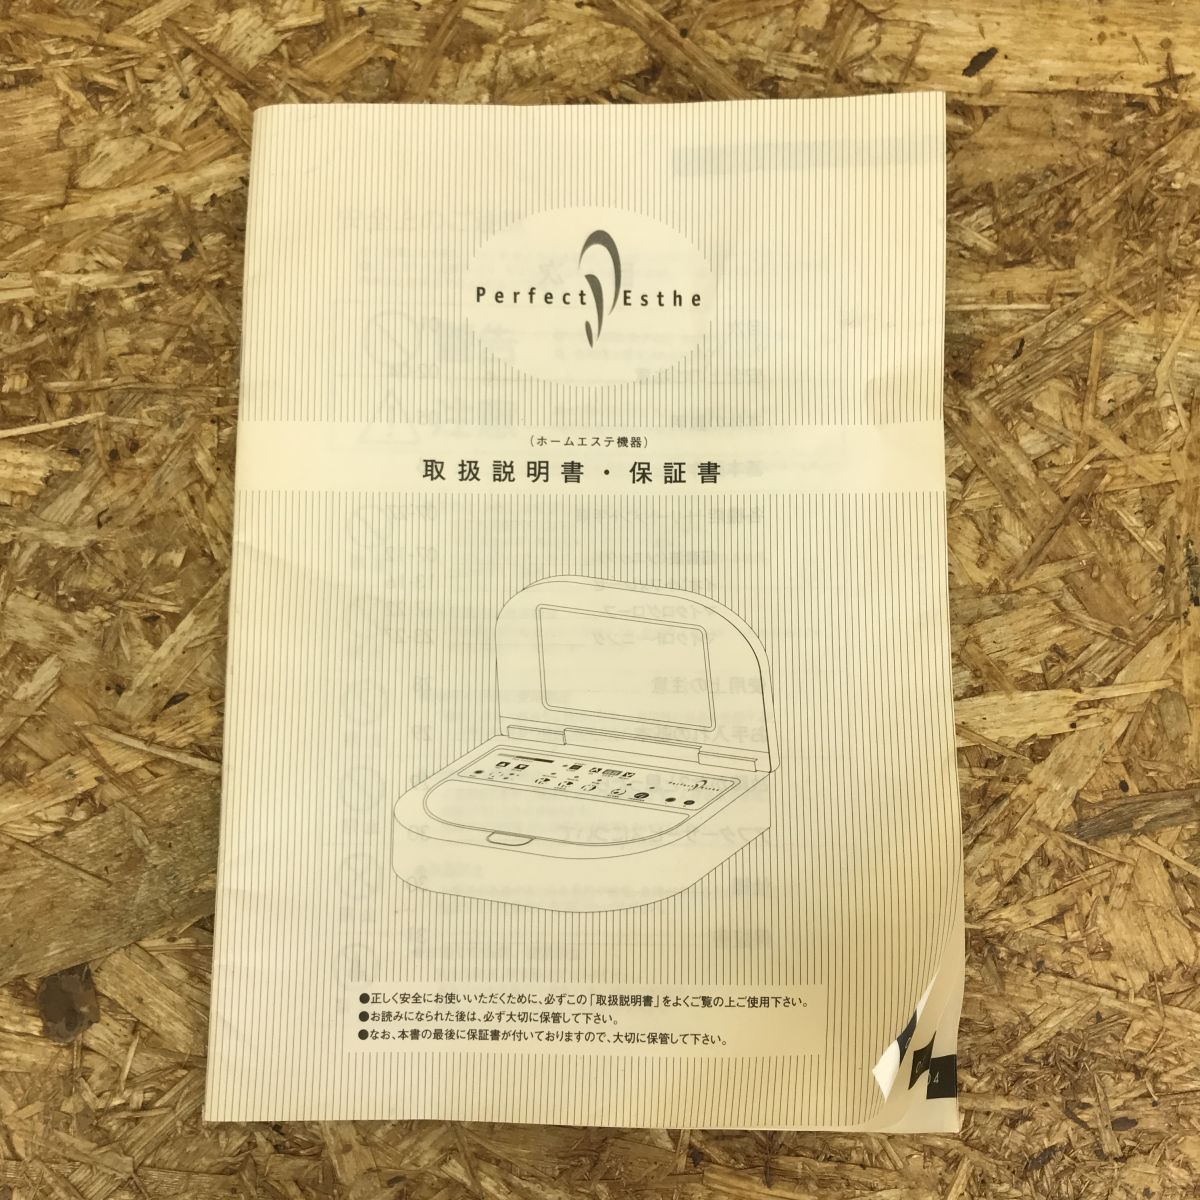 Perfect Esthe
(ホームエステ機器)
取扱説明書・保証書
●正しく安全にお使いいただくために、必ずこの「取扱説明書」をよくご覧の上ご使用下さい。
●お読みになられた後は、必ず大切に保管して下さい。
●なお、本書の最後に保証書が付いておりますので、大切に保管して下さい。